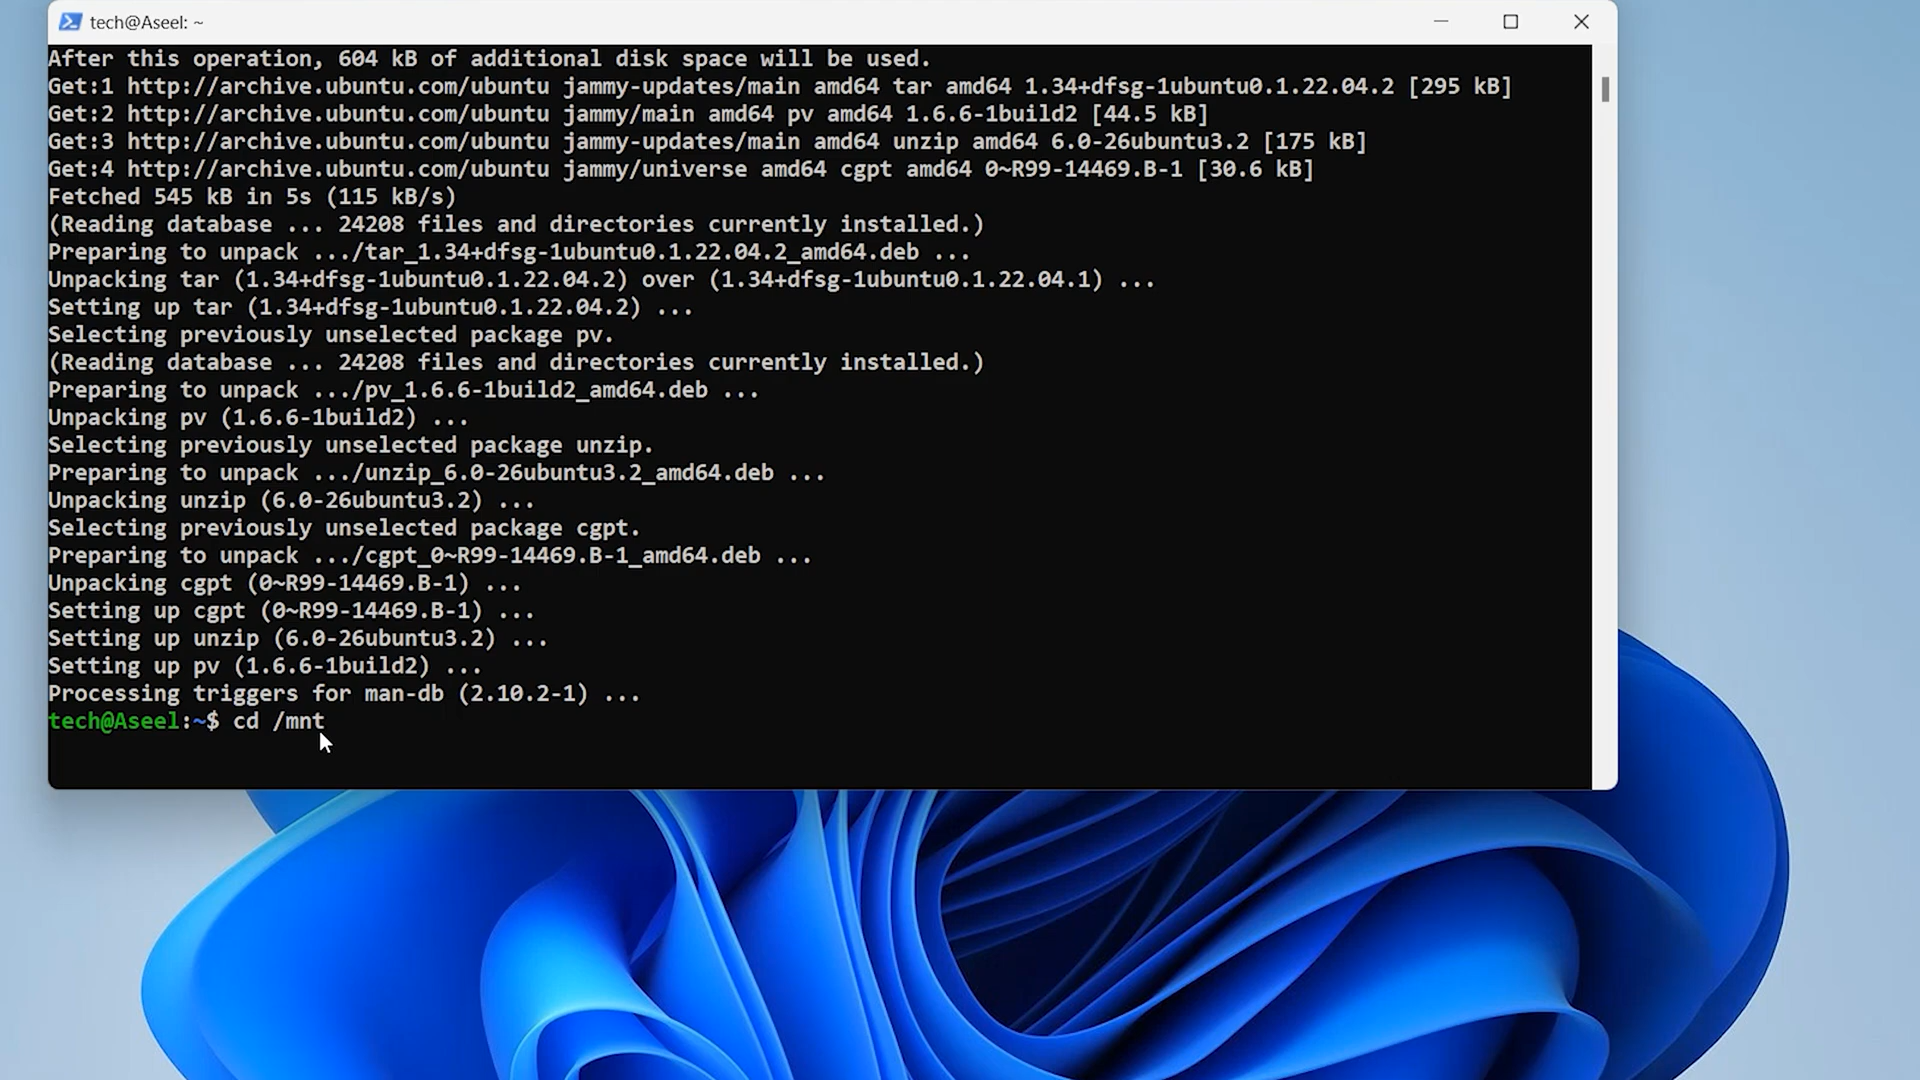 tech@Aseel: ~
After this operation, 604 kB of additional disk space will be used.
Get:1 http://archive.ubuntu.com/ubuntu jammy-updates/main amd64 tar amd64 1.34+dfsg-1ubuntu0.1.22.04.2 [295 kB]
Get:2 http://archive.ubuntu.com/ubuntu jammy/main amd64 pv amd64 1.6.6-1build2 [44.5 kB]
Get:3 http://archive.ubuntu.com/ubuntu jammy-updates/main amd64 unzip amd64 6.0-26ubuntu3.2 [175 kB]
Get:4 http://archive.ubuntu.com/ubuntu jammy/universe amd64 cgpt amd64 0~R99-14469.B-1 [30.6 kB]
Fetched 545 kB in 5s (115 kB/s)
(Reading database ... 24208 files and directories currently installed.)
Preparing to unpack .../tar_1.34+dfsg-1ubuntu0.1.22.04.2_amd64.deb ...
Unpacking tar (1.34+dfsg-1ubuntu0.1.22.04.2) over (1.34+dfsg-1ubuntu0.1.22.04.1) ...
Setting up tar (1.34+dfsg-1ubuntu0.1.22.04.2) ...
Selecting previously unselected package pv.
(Reading database ... 24208 files and directories currently installed.)
Preparing to unpack .../pv_1.6.6-1build2_amd64.deb ...
Unpacking pv (1.6.6-1build2) ...
Selecting previously unselected package unzip.
Preparing to unpack .../unzip_6.0-26ubuntu3.2_amd64.deb ...
Unpacking unzip (6.0-26ubuntu3.2) ...
Selecting previously unselected package cgpt.
Preparing to unpack .../cgpt_0~R99-14469.B-1_amd64.deb ...
Unpacking cgpt (0~R99-14469.B-1) ...
Setting up cgpt (0~R99-14469.B-1) ...
Setting up unzip (6.0-26ubuntu3.2) ...
Setting up pv (1.6.6-1build2) ...
Processing triggers for man-db (2.10.2-1) ...
tech@Aseel:~$ cd /mnt